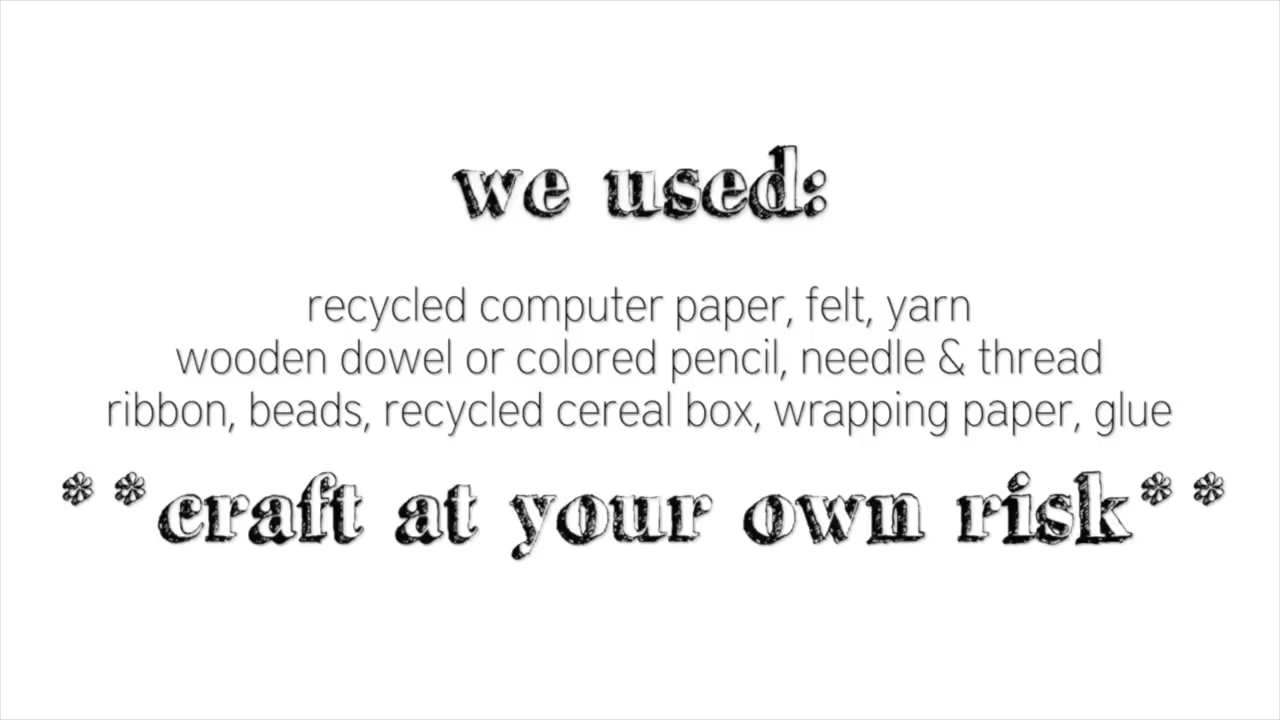 we used:
recycled computer paper, felt, yarn
wooden dowel or colored pencil, needle & thread
ribbon, beads, recycled cereal box, wrapping paper, glue
**craft at your own risk**